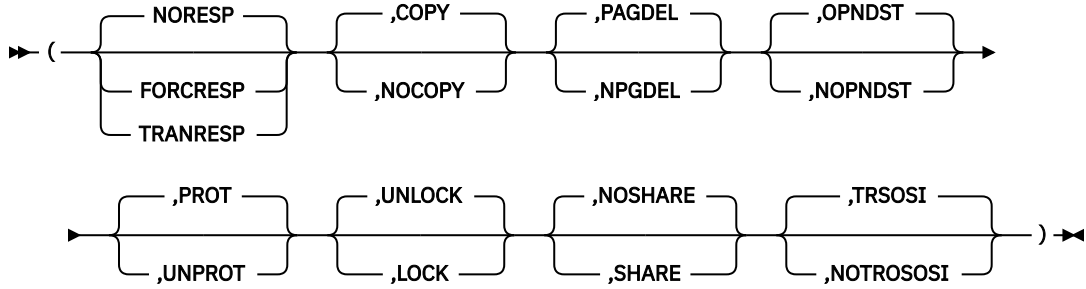 NORESP ,COPY ,PAGDEL ,OPNDST
(
FORCRESP ,NOCOPY ,NPGDEL ,NOPNDST
TRANRESP
,PROT ,UNLOCK ,NOSHARE ,TRSOSI
)
,UNPROT ,LOCK ,SHARE ,NOTROSOSI